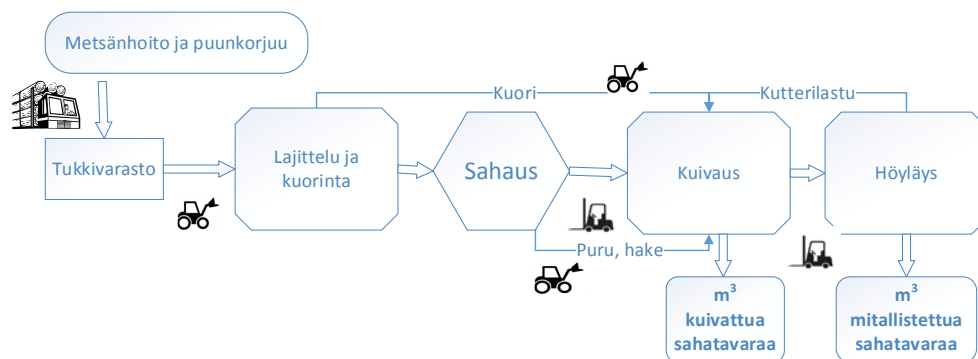 Metsänhoito ja puunkorjuu
Kuori
Kutterilastu
Tukkivarasto
Lajittelu ja
kuorinta
Sahaus
Kuivaus
Höyläys
Puru, hake
m³
kuivattua
sahatavaraa
m³
mitallistettua
sahatavaraa